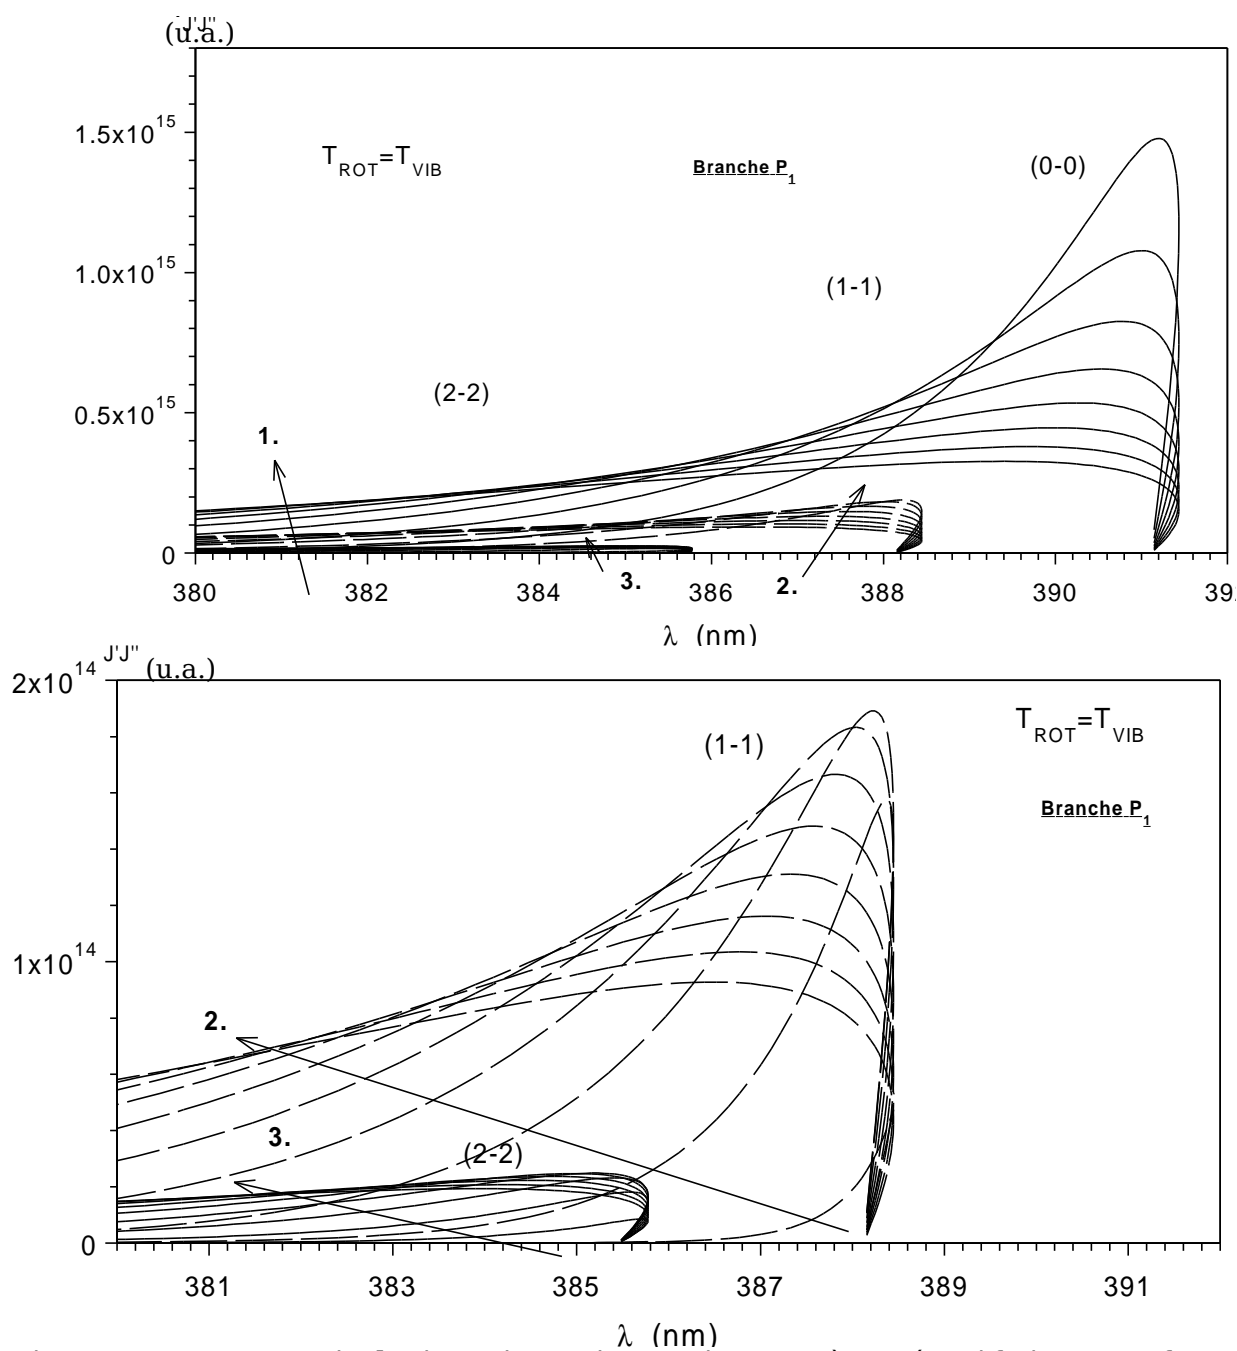 J'J''
(u.a.)
1.5x10^15
T_ROT=T_VIB
Branche P_1
(0-0)
1.0x10^15
(1-1)
0.5x10^15
(2-2)
1.
0
3.
2.
380 382 384 386 388 390
λ (nm)
J'J''
(u.a.)
2x10^14
T_ROT=T_VIB
(1-1)
Branche P_1
1x10^14
2.
3.
(2-2)
0
381 383 385 387 389 391
λ (nm)